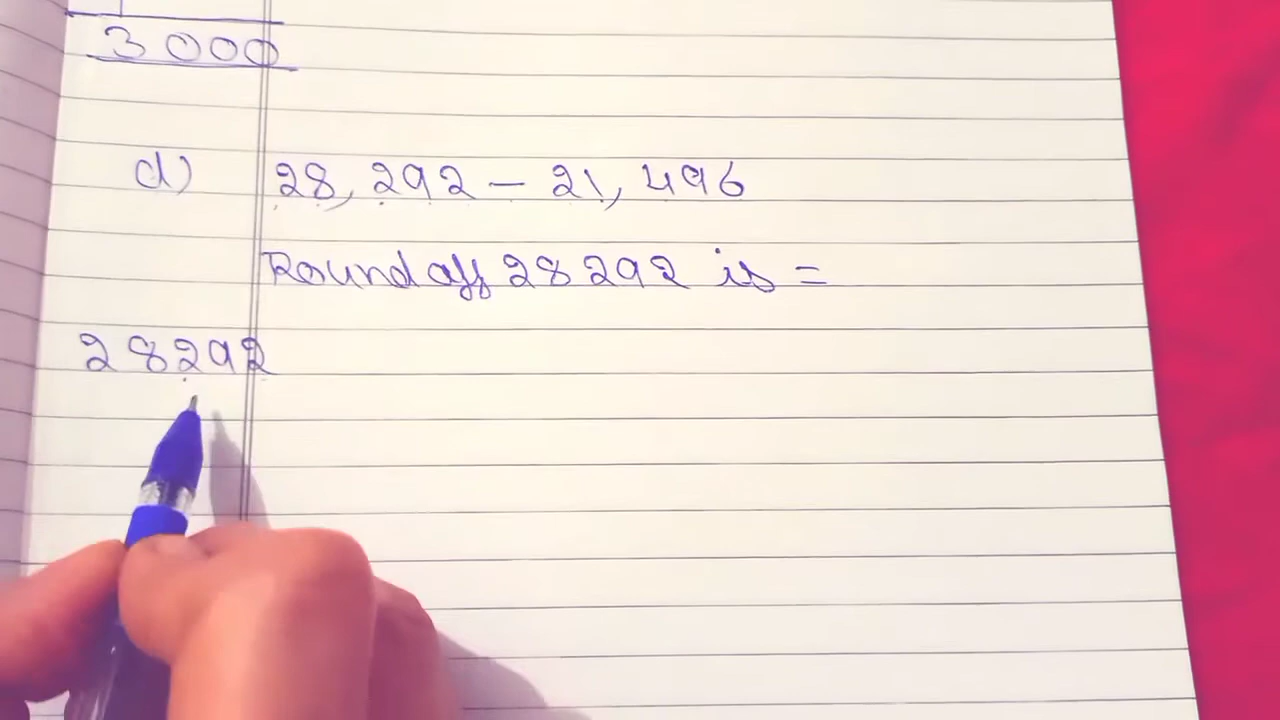 3000
d) 28,292 - 21,496
Round off 28292 is =
28292